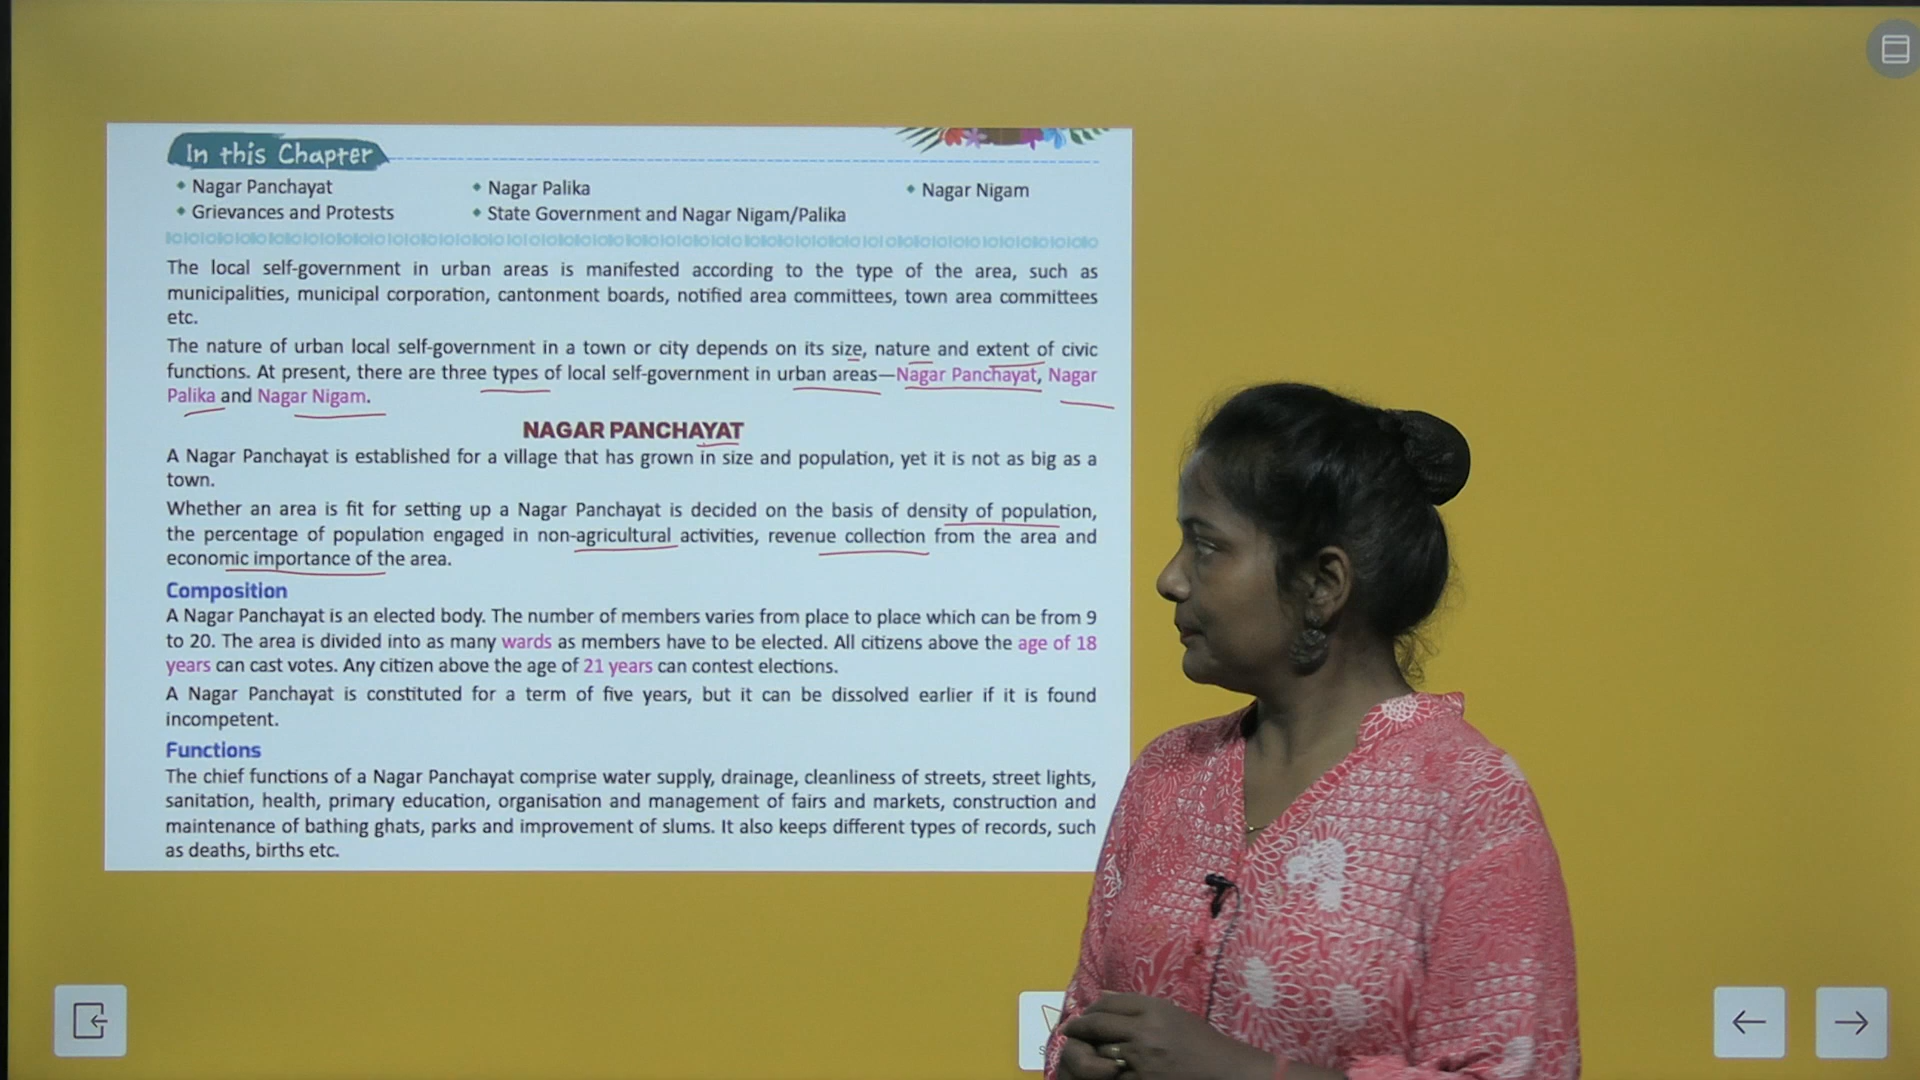 In this Chapter
• Nagar Panchayat • Nagar Palika • Nagar Nigam
• Grievances and Protests • State Government and Nagar Nigam/Palika
The local self-government in urban areas is manifested according to the type of the area, such as
municipalities, municipal corporation, cantonment boards, notified area committees, town area committees
etc.
The nature of urban local self-government in a town or city depends on its size, nature and extent of civic
functions. At present, there are three types of local self-government in urban areas—Nagar Panchayat, Nagar
Palika and Nagar Nigam.
NAGAR PANCHAYAT
A Nagar Panchayat is established for a village that has grown in size and population, yet it is not as big as a
town.
Whether an area is fit for setting up a Nagar Panchayat is decided on the basis of density of population,
the percentage of population engaged in non-agricultural activities, revenue collection from the area and
economic importance of the area.
Composition
A Nagar Panchayat is an elected body. The number of members varies from place to place which can be from 9
to 20. The area is divided into as many wards as members have to be elected. All citizens above the age of 18
years can cast votes. Any citizen above the age of 21 years can contest elections.
A Nagar Panchayat is constituted for a term of five years, but it can be dissolved earlier if it is found
incompetent.
Functions
The chief functions of a Nagar Panchayat comprise water supply, drainage, cleanliness of streets, street lights,
sanitation, health, primary education, organisation and management of fairs and markets, construction and
maintenance of bathing ghats, parks and improvement of slums. It also keeps different types of records, such
as deaths, births etc.